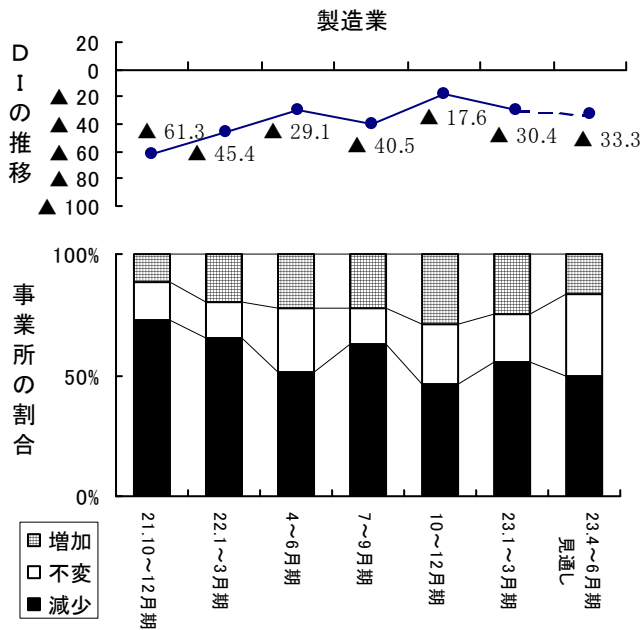 製造業
DIの推移
20
0
▲ 20
▲ 40
▲ 60
▲ 80
▲ 100
▲ 61.3
▲ 45.4
▲ 29.1
▲ 40.5
▲ 17.6
▲ 30.4
▲ 33.3
事業所の割合
100%
50%
0%
21.10～12月期
22.1～3月期
4～6月期
7～9月期
10～12月期
23.1～3月期
23.4～6月期
見通し
増加
不変
減少